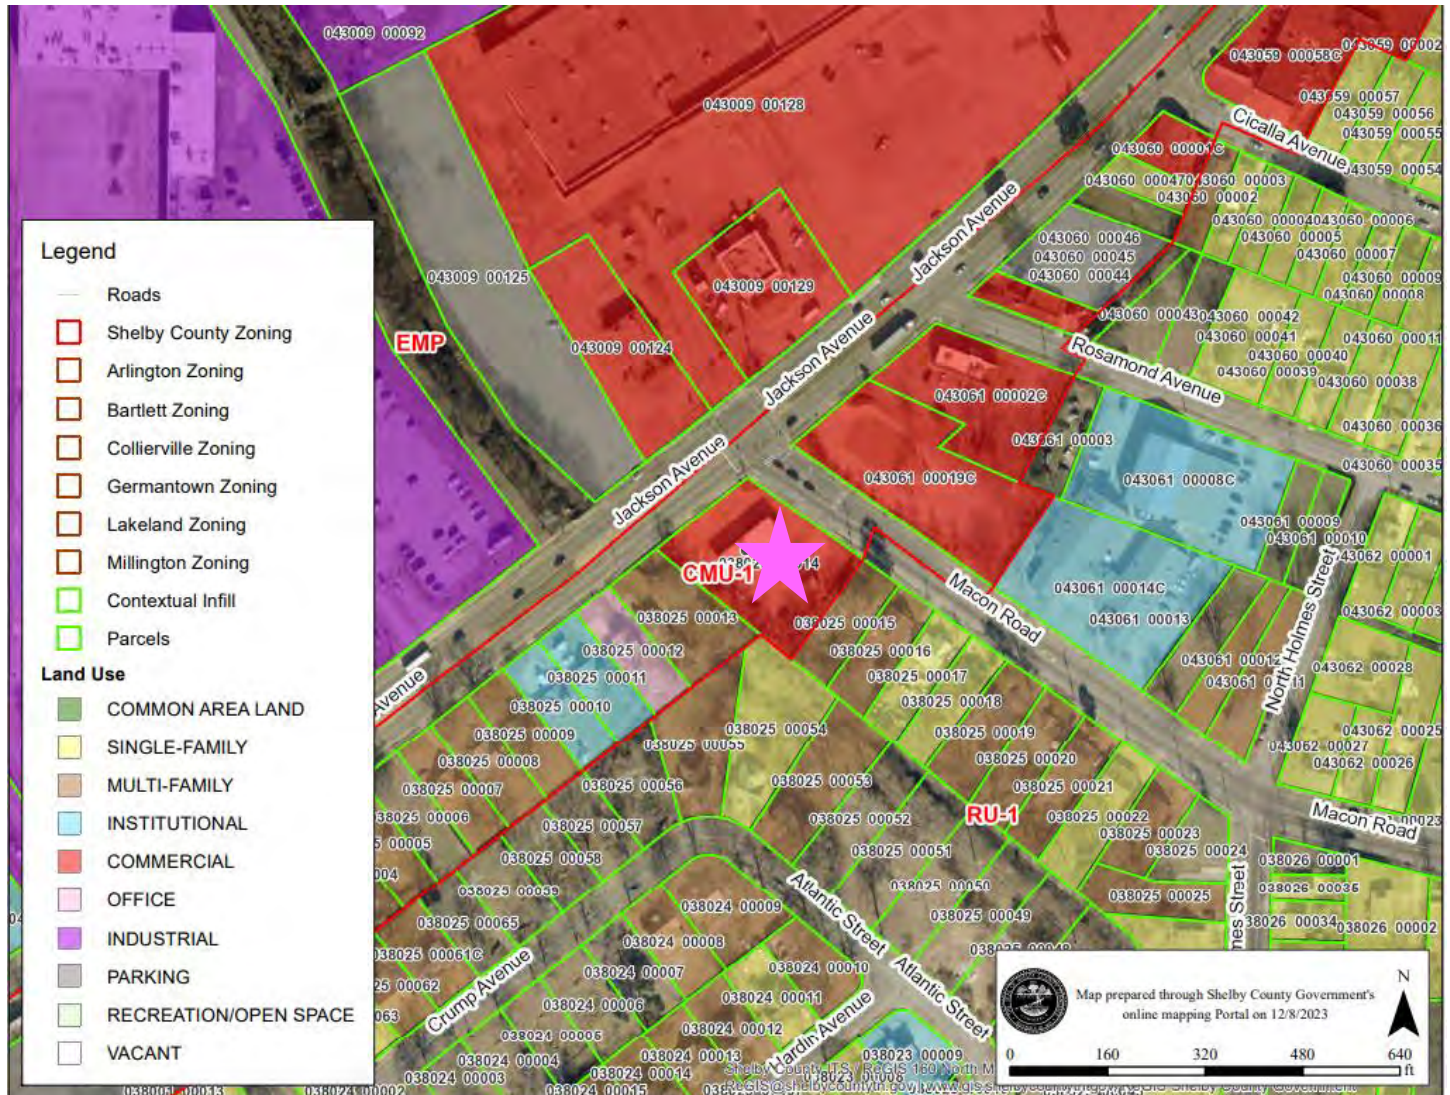 043009 00092
043059 00058C
043059 00002
043009 00128
043059 00057
043059 00056
043059 00055
Cicalla Avenue
043060 00001C
043059 00054
043060 00047
043060 00003
043060 00002
Jackson Avenue
043060 00004
043060 00006
043060 00005
043060 00046
043060 00045
043060 00044
043060 00007
043060 00009
043060 00008
043009 00125
043009 00129
043060 00043
043060 00042
043060 00041
043060 00011
Jackson Avenue
EMP
043009 00124
Rosamond Avenue
043060 00040
043060 00039
043060 00038
043061 00002C
043060 00036
043061 00003
Jackson Avenue
043061 00019C
043061 00008C
043060 00035
043061 00009
043061 00010
043062 00001
CMU-1
Macon Road
043061 00014C
043061 00013
North Holmes Street
043062 00003
038025 00013
038025 00015
038025 00012
038025 00016
038025 00011
038025 00017
038025 00018
043061 00012
043062 00028
Avenue
038025 00010
038025 00009
038025 00054
038025 00019
038025 00055
043062 00025
043062 00027
043062 00026
038025 00008
038025 00020
038025 00007
038025 00056
038025 00053
038025 00021
038025 00006
038025 00057
038025 00052
RU-1
038025 00022
038025 00023
038025 00024
Macon Road
038025 00058
038025 00051
038026 00001
038025 00059
038025 00050
038026 00035
038025 00025
Atlantic Street
038024 00009
038025 00049
038026 00034
038026 00002
038025 00065
038024 00008
038025 00061C
038024 00007
038024 00010
Atlantic Street
Crump Avenue
038024 00006
038024 00011
038024 00012
Hardin Avenue
038024 00005
038024 00004
038024 00013
038024 00003
038024 00014
038023 00009
Legend
Roads
Shelby County Zoning
Arlington Zoning
Bartlett Zoning
Collierville Zoning
Germantown Zoning
Lakeland Zoning
Millington Zoning
Contextual Infill
Parcels
Land Use
COMMON AREA LAND
SINGLE-FAMILY
MULTI-FAMILY
INSTITUTIONAL
COMMERCIAL
OFFICE
INDUSTRIAL
PARKING
RECREATION/OPEN SPACE
VACANT
Map prepared through Shelby County Government's
online mapping Portal on 12/8/2023
N
0 160 320 480 640
ft